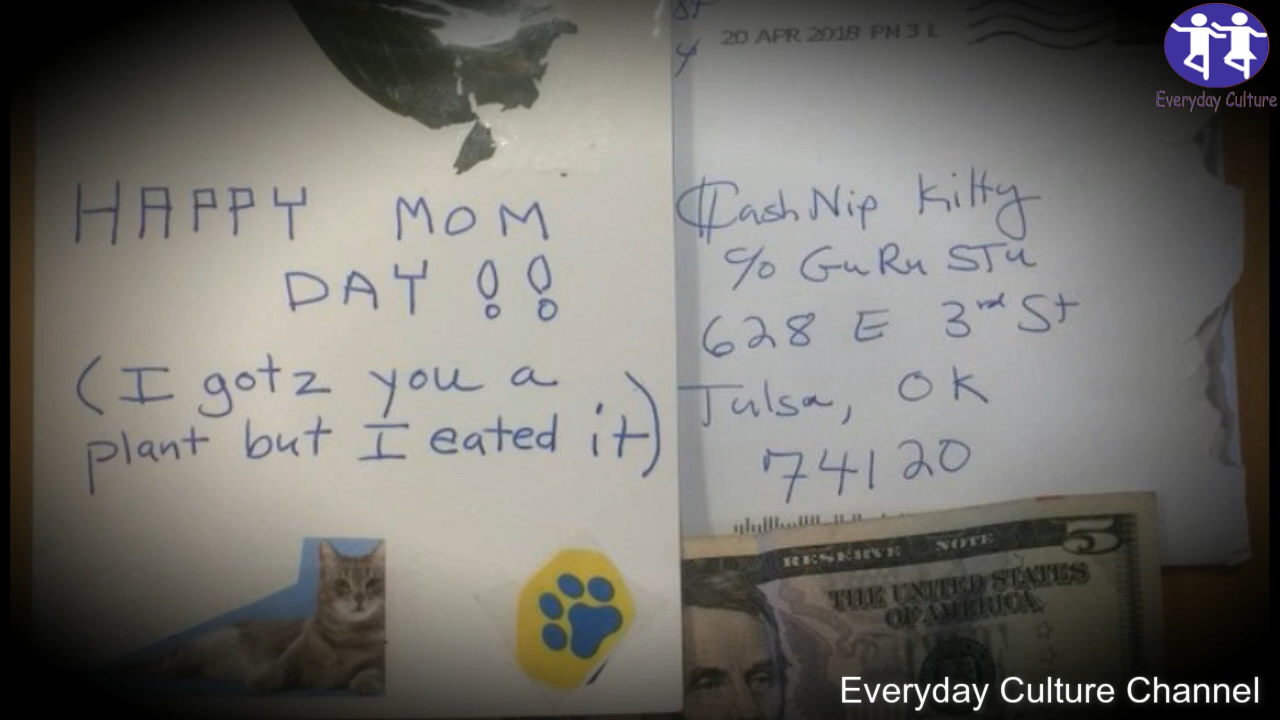 HAPPY MOM
DAY !!
(I gotz you a
plant but I eated it)
20 APR 2018 PM 3 L
$CashNip Kitty
% GuRu STu
628 E 3rd St
Tulsa, OK
74120
RESERVE NOTE
5
THE UNITED STATES
OF AMERICA
Everyday Culture
Everyday Culture Channel